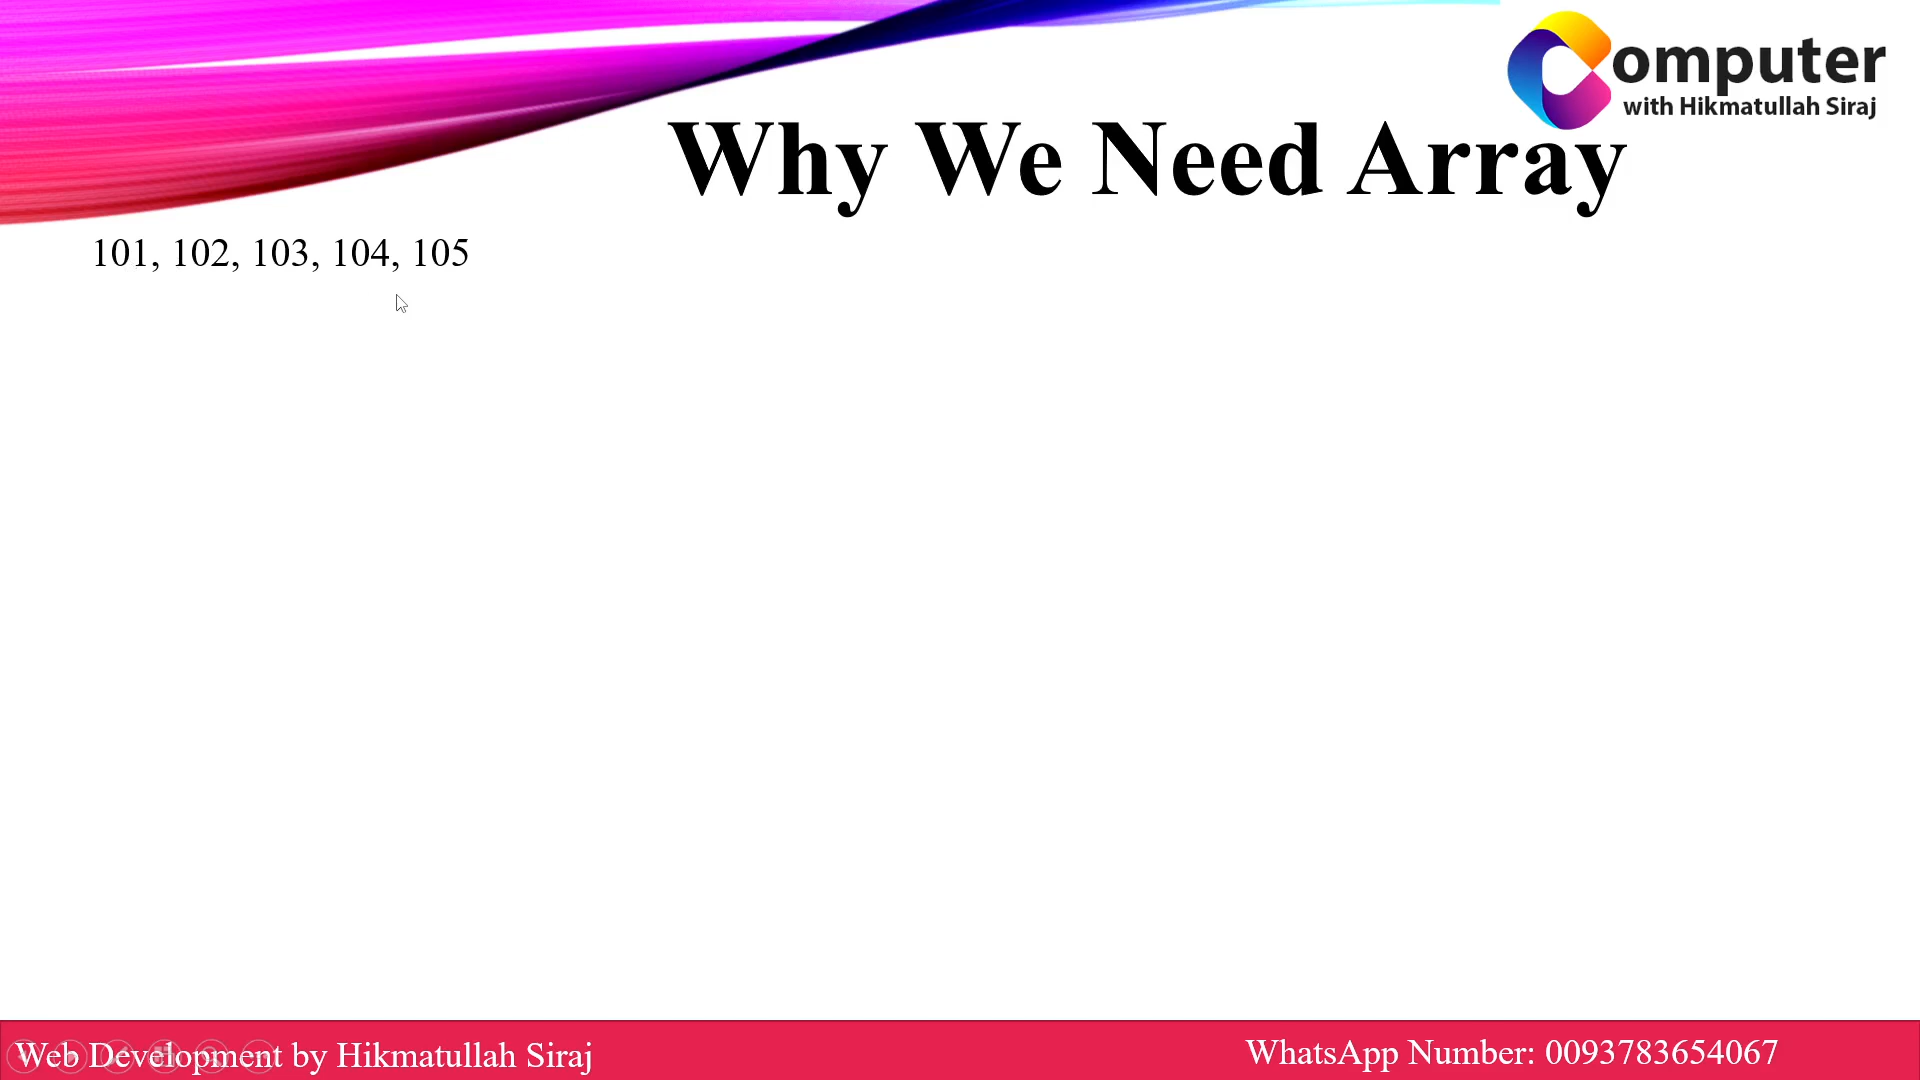 Computer
with Hikmatullah Siraj
Why We Need Array
101, 102, 103, 104, 105
Web Development by Hikmatullah Siraj
WhatsApp Number: 0093783654067